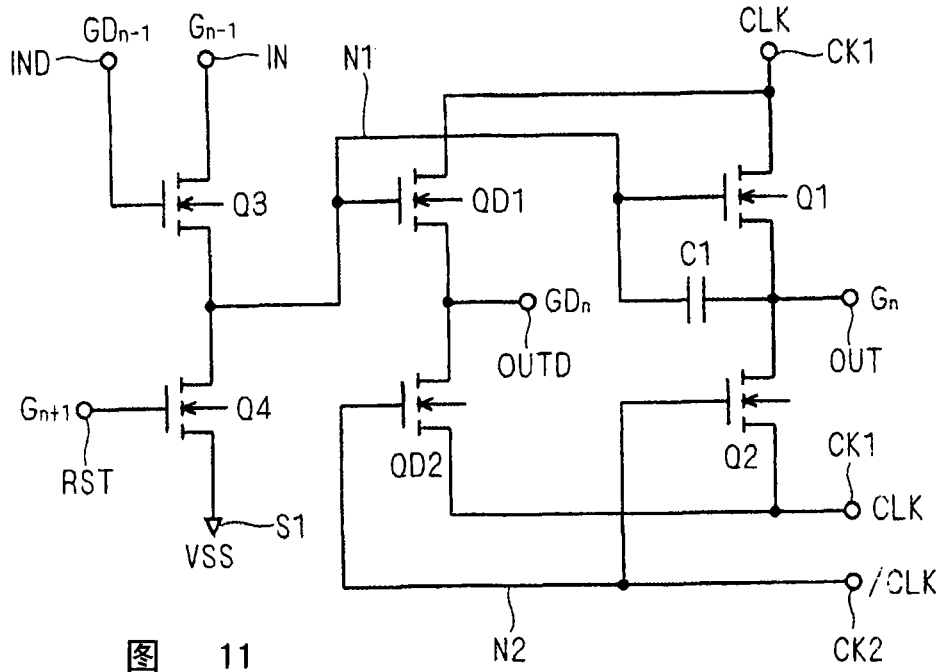 GDn-1 Gn-1 CLK
IND IN N1 CK1
Q3 QD1 Q1
C1
GDn Gn
OUTD OUT
Gn+1 Q4 QD2 Q2 CK1
RST
S1 CLK
VSS
/CLK
图 11 N2 CK2